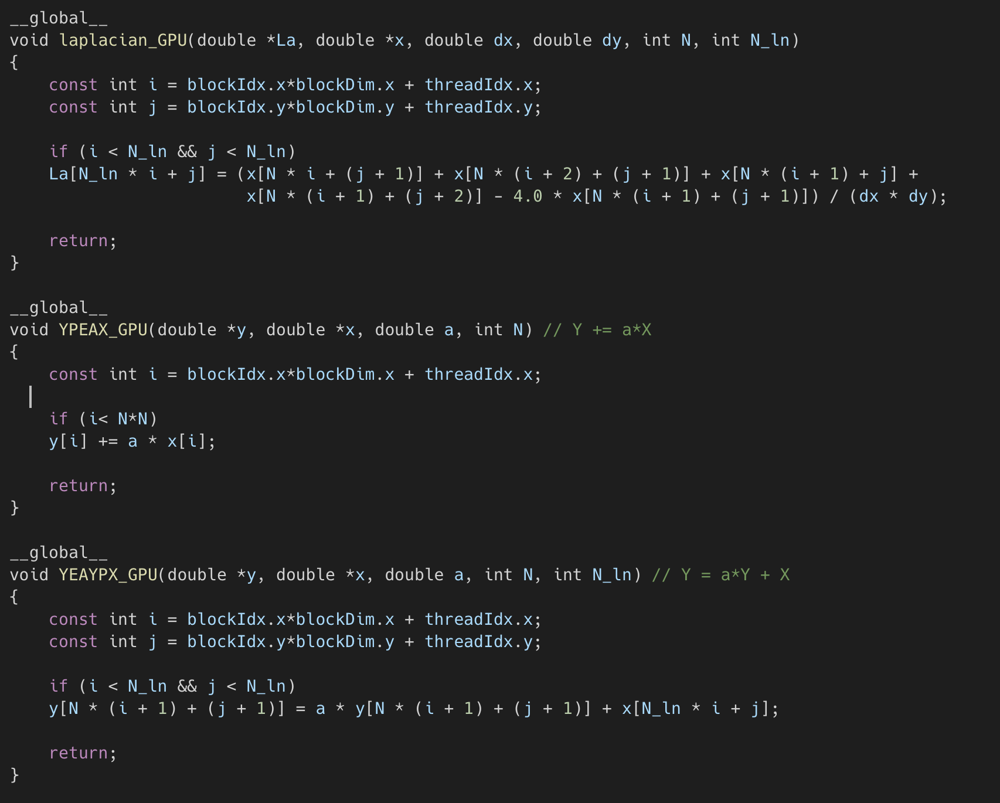 __global__
void laplacian_GPU(double *La, double *x, double dx, double dy, int N, int N_ln)
{
    const int i = blockIdx.x*blockDim.x + threadIdx.x;
    const int j = blockIdx.y*blockDim.y + threadIdx.y;

    if (i < N_ln && j < N_ln)
    La[N_ln * i + j] = (x[N * i + (j + 1)] + x[N * (i + 2) + (j + 1)] + x[N * (i + 1) + j] +
                        x[N * (i + 1) + (j + 2)] - 4.0 * x[N * (i + 1) + (j + 1)]) / (dx * dy);

    return;
}

__global__
void YPEAX_GPU(double *y, double *x, double a, int N) // Y += a*X
{
    const int i = blockIdx.x*blockDim.x + threadIdx.x;

    if (i< N*N)
    y[i] += a * x[i];

    return;
}

__global__
void YEAYPX_GPU(double *y, double *x, double a, int N, int N_ln) // Y = a*Y + X
{
    const int i = blockIdx.x*blockDim.x + threadIdx.x;
    const int j = blockIdx.y*blockDim.y + threadIdx.y;

    if (i < N_ln && j < N_ln)
    y[N * (i + 1) + (j + 1)] = a * y[N * (i + 1) + (j + 1)] + x[N_ln * i + j];

    return;
}